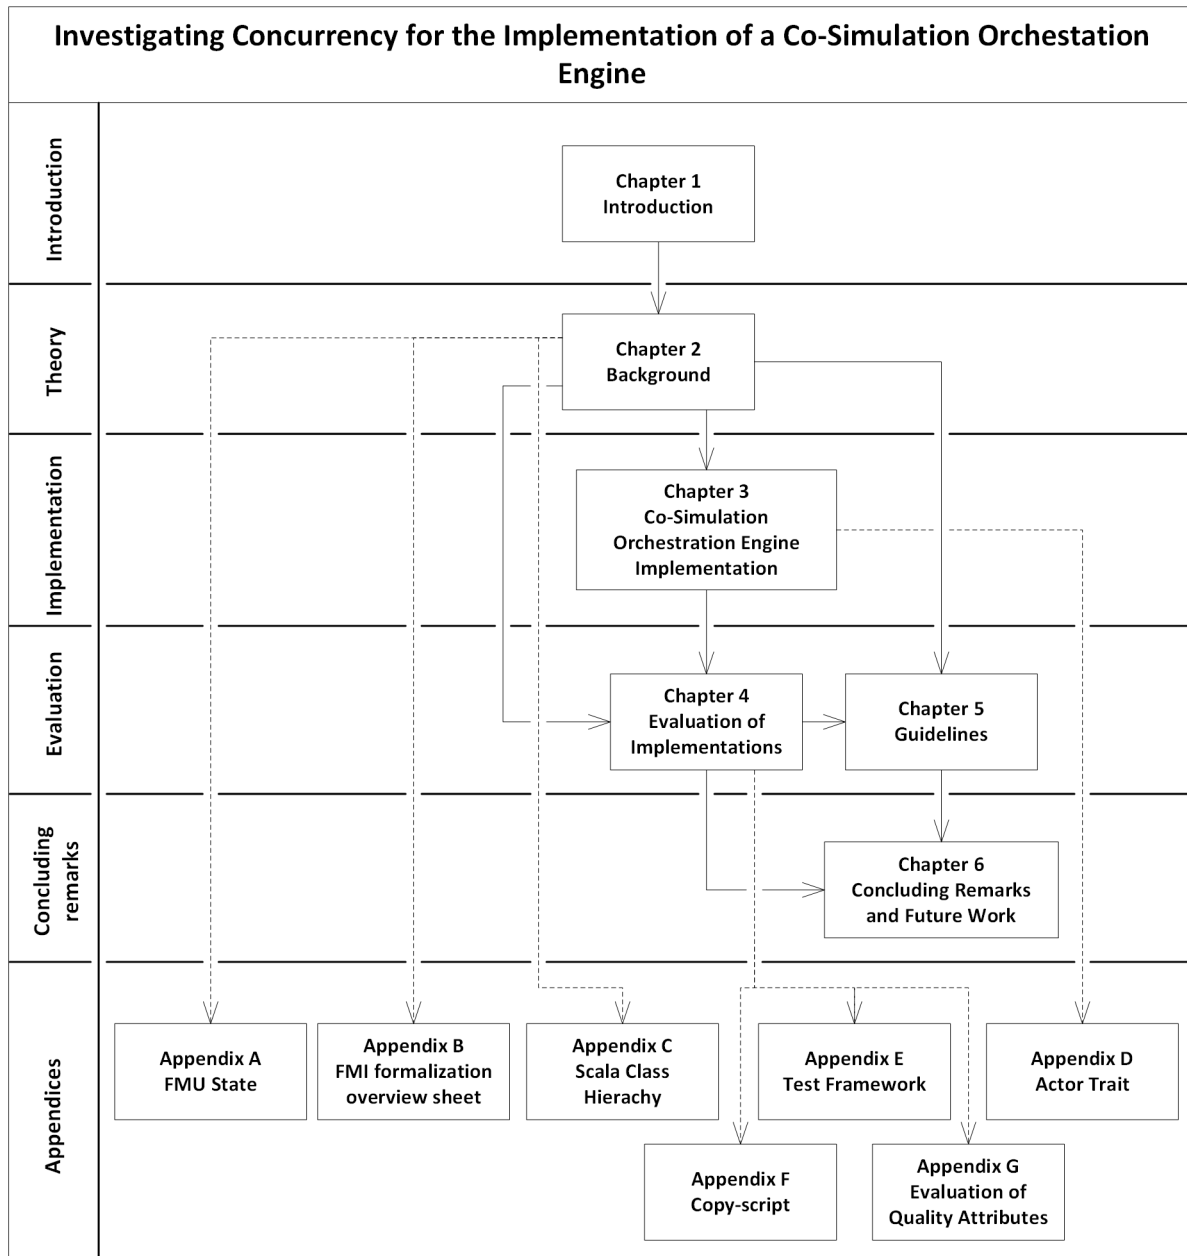 Investigating Concurrency for the Implementation of a Co-Simulation Orchestation
Engine
Introduction
Chapter 1
Introduction
Theory
Chapter 2
Background
Implementation
Chapter 3
Co-Simulation
Orchestration Engine
Implementation
Evaluation
Chapter 4
Evaluation of
Implementations
Chapter 5
Guidelines
Concluding
remarks
Chapter 6
Concluding Remarks
and Future Work
Appendices
Appendix A
FMU State
Appendix B
FMI formalization
overview sheet
Appendix C
Scala Class
Hierachy
Appendix E
Test Framework
Appendix D
Actor Trait
Appendix F
Copy-script
Appendix G
Evaluation of
Quality Attributes